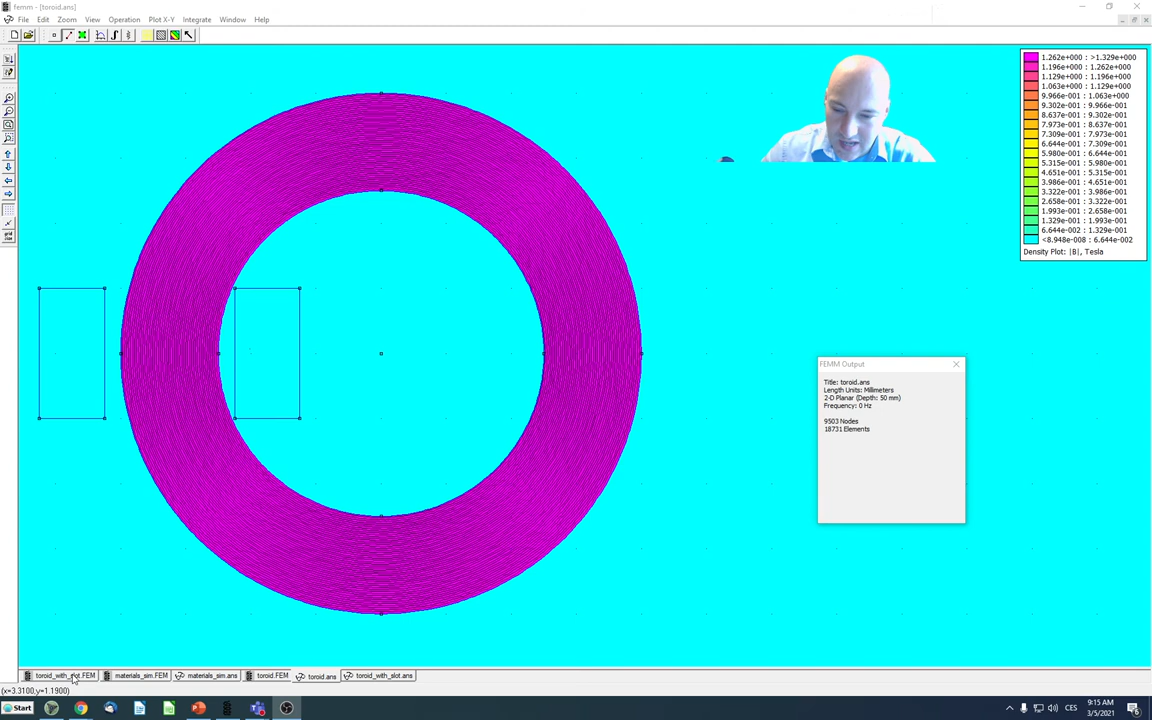 femm - [toroid.ans]
File Edit Zoom View Operation Plot X-Y Integrate Window Help
1.262e+000 : >1.329e+000
1.196e+000 : 1.262e+000
1.129e+000 : 1.196e+000
1.063e+000 : 1.129e+000
9.966e-001 : 1.063e+000
9.302e-001 : 9.966e-001
8.637e-001 : 9.302e-001
7.973e-001 : 8.637e-001
7.309e-001 : 7.973e-001
6.644e-001 : 7.309e-001
5.980e-001 : 6.644e-001
5.315e-001 : 5.980e-001
4.651e-001 : 5.315e-001
3.986e-001 : 4.651e-001
3.322e-001 : 3.986e-001
2.658e-001 : 3.322e-001
1.993e-001 : 2.658e-001
1.329e-001 : 1.993e-001
6.644e-002 : 1.329e-001
<8.948e-008 : 6.644e-002
Density Plot: |B|, Tesla
FEMM Output
Title: toroid.ans
Length Units: Millimeters
2-D Planar (Depth: 50 mm)
Frequency: 0 Hz
9503 Nodes
18731 Elements
toroid_with_slot.FEM materials_sim.FEM materials_sim.ans toroid.FEM toroid.ans toroid_with_slot.ans
(x=3.3100,y=1.1900)
Start CES 9:15 AM
3/5/2021